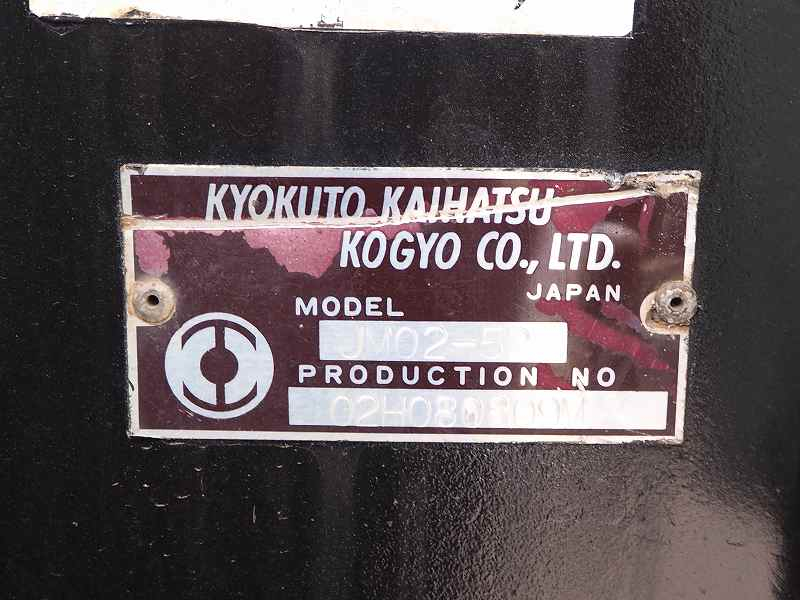 KYOKUTO KAIHATSU
KOGYO CO., LTD.
JAPAN
MODEL
PRODUCTION NO